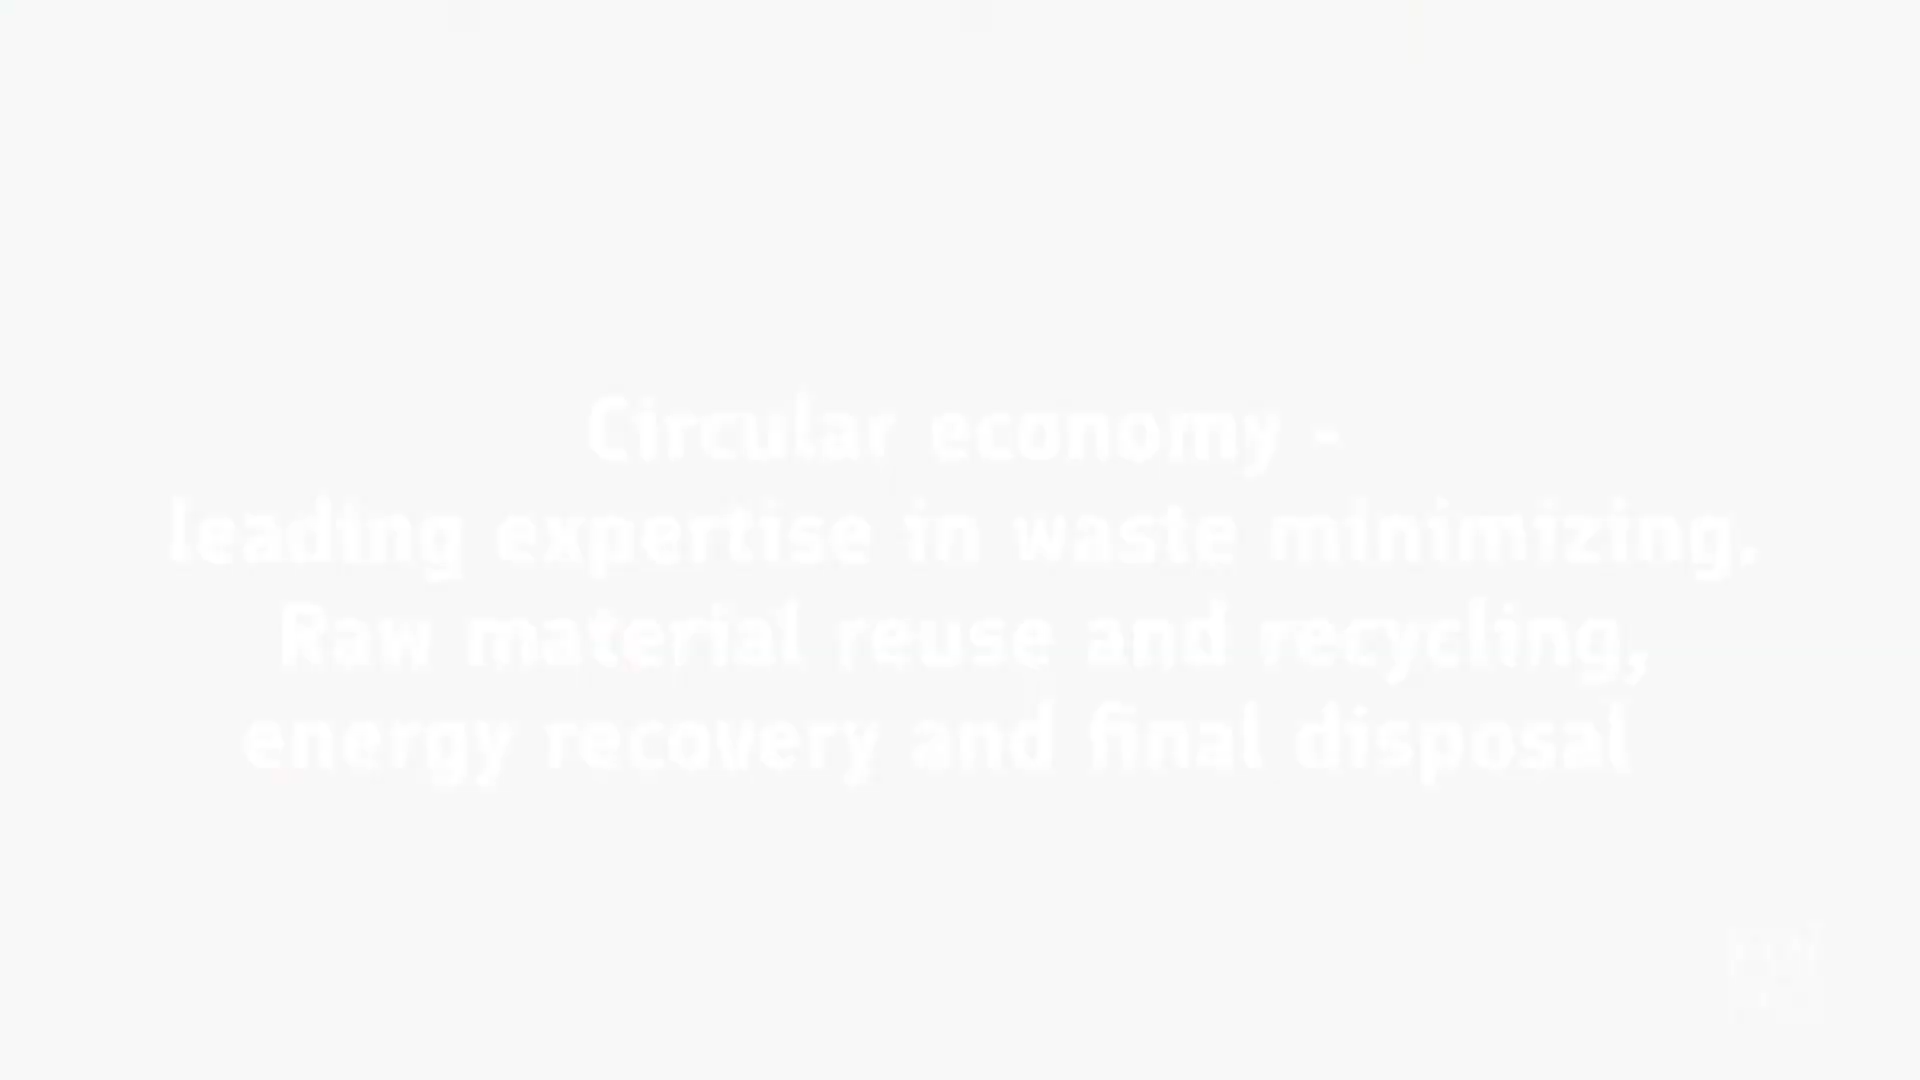 Circular economy -
leading expertise in waste minimizing.
Raw material reuse and recycling,
energy recovery and final disposal